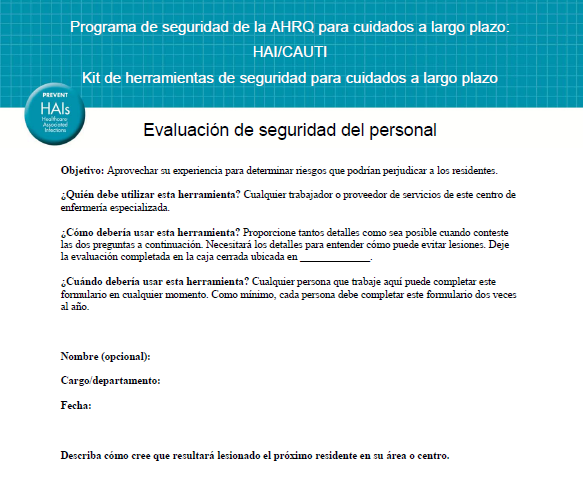 Programa de seguridad de la AHRQ para cuidados a largo plazo:
HAI/CAUTI
Kit de herramientas de seguridad para cuidados a largo plazo
PREVENT
HAIs
Healthcare
Associated
Infections
Evaluación de seguridad del personal
Objetivo: Aprovechar su experiencia para determinar riesgos que podrían perjudicar a los residentes.
¿Quién debe utilizar esta herramienta? Cualquier trabajador o proveedor de servicios de este centro de
enfermería especializada.
¿Cómo debería usar esta herramienta? Proporcione tantos detalles como sea posible cuando conteste
las dos preguntas a continuación. Necesitará los detalles para entender cómo puede evitar lesiones. Deje
la evaluación completada en la caja cerrada ubicada en ______________.
¿Cuándo debería usar esta herramienta? Cualquier persona que trabaje aquí puede completar este
formulario en cualquier momento. Como mínimo, cada persona debe completar este formulario dos veces
al año.
Nombre (opcional):
Cargo/departamento:
Fecha:
Describa cómo cree que resultará lesionado el próximo residente en su área o centro.